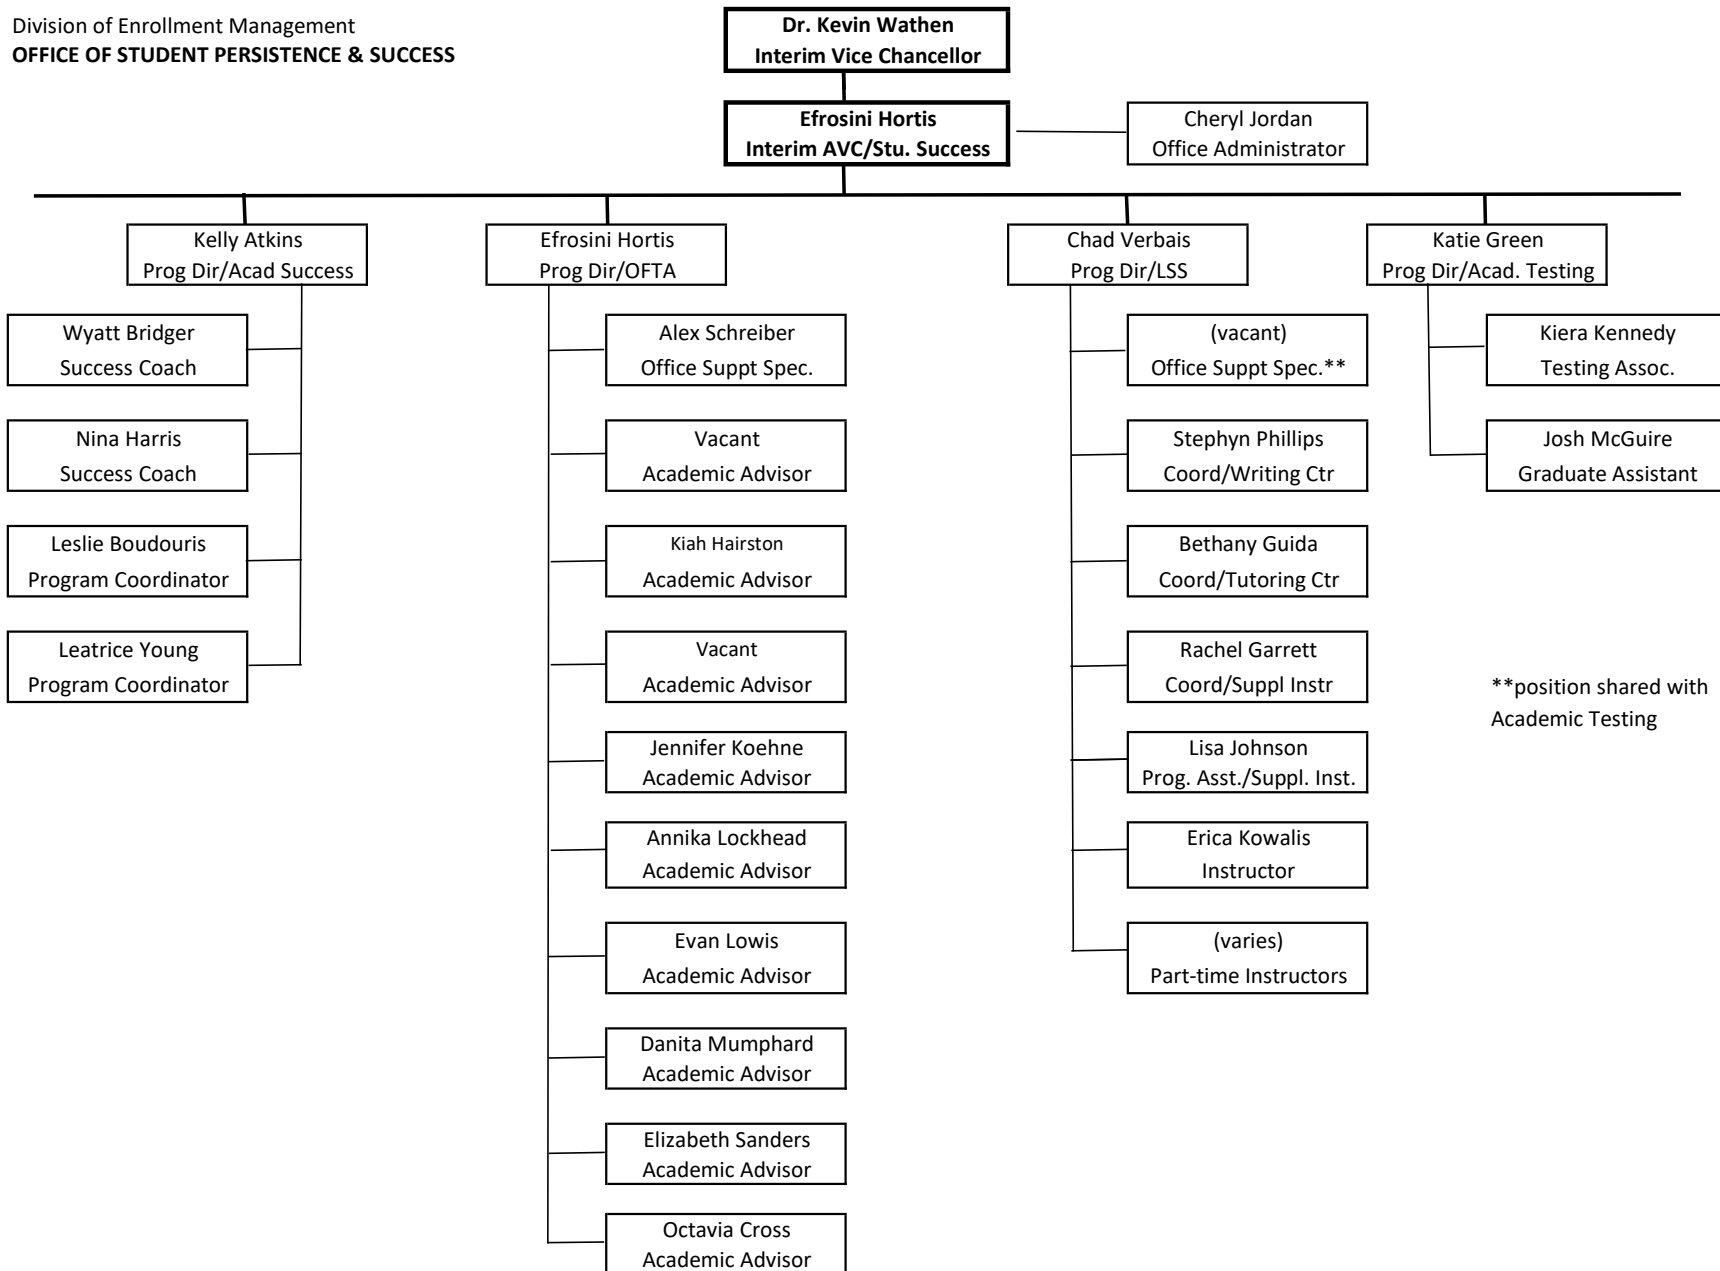 Division of Enrollment Management
OFFICE OF STUDENT PERSISTENCE & SUCCESS
Dr. Kevin Wathen
Interim Vice Chancellor
Efrosini Hortis
Interim AVC/Stu. Success
Cheryl Jordan
Office Administrator
Kelly Atkins
Prog Dir/Acad Success
Wyatt Bridger
Success Coach
Nina Harris
Success Coach
Leslie Boudouris
Program Coordinator
Leatrice Young
Program Coordinator
Efrosini Hortis
Prog Dir/OFTA
Alex Schreiber
Office Suppt Spec.
Vacant
Academic Advisor
Kiah Hairston
Academic Advisor
Vacant
Academic Advisor
Jennifer Koehne
Academic Advisor
Annika Lockhead
Academic Advisor
Evan Lowis
Academic Advisor
Danita Mumphard
Academic Advisor
Elizabeth Sanders
Academic Advisor
Octavia Cross
Academic Advisor
Chad Verbais
Prog Dir/LSS
(vacant)
Office Suppt Spec.**
Stephyn Phillips
Coord/Writing Ctr
Bethany Guida
Coord/Tutoring Ctr
Rachel Garrett
Coord/Suppl Instr
Lisa Johnson
Prog. Asst./Suppl. Inst.
Erica Kowalis
Instructor
(varies)
Part-time Instructors
Katie Green
Prog Dir/Acad. Testing
Kiera Kennedy
Testing Assoc.
Josh McGuire
Graduate Assistant
**position shared with
Academic Testing